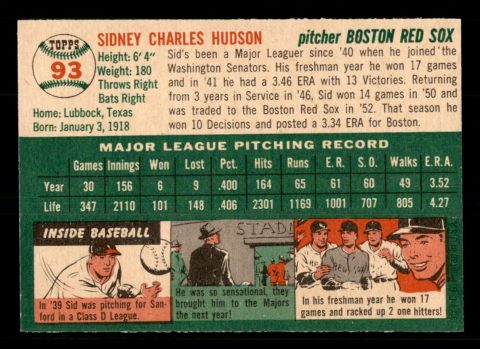 TOPPS
93
SIDNEY CHARLES HUDSON
pitcher BOSTON RED SOX
Height: 6' 4"
Weight: 180
Throws Right
Bats Right
Home: Lubbock, Texas
Born: January 3, 1918
Sid's been a Major Leaguer since '40 when he joined the
Washington Senators. His freshman year he won 17 games
and in '41 he had a 3.46 ERA with 13 Victories. Returning
from 3 years in Service in '46, Sid won 14 games in '50 and
was traded to the Boston Red Sox in '52. That season he
won 10 Decisions and posted a 3.34 ERA for Boston.
MAJOR LEAGUE PITCHING RECORD
Games Innings Won Lost Pct. Hits Runs E.R. S.O. Walks E.R.A.
Year 30 156 6 9 .400 164 65 61 60 49 3.52
Life 347 2110 101 148 .406 2301 1169 1001 707 805 4.27
INSIDE BASEBALL
In '39 Sid was pitching for San-
ford in a Class D League.
STADI
He was so sensational, they
brought him to the Majors
the next year!
In his freshman year he won 17
games and racked up 2 one hitters!